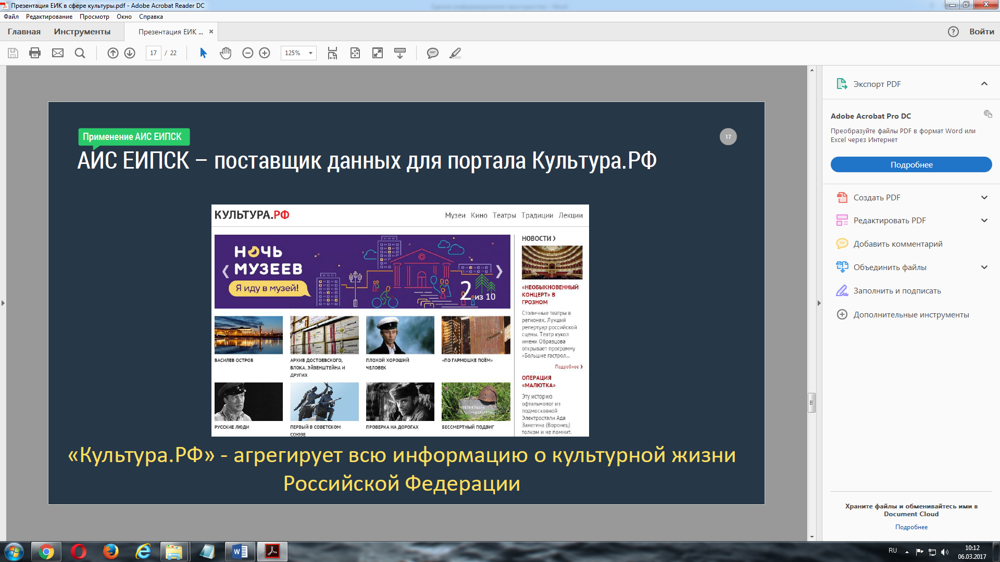 Презентация ЕИК в сфере культуры.pdf - Adobe Acrobat Reader DC
Файл Редактирование Просмотр Окно Справка
Главная Инструменты Презентация ЕИК ... × ? Войти
17 / 22 125%
Применение АИС ЕИПСК
17
АИС ЕИПСК – поставщик данных для портала Культура.РФ
КУЛЬТУРА.РФ
Музеи Кино Театры Традиции Лекции
НОЧЬ
МУЗЕЕВ
Я иду в музей!
2 из 10
ВАСИЛЕВ ОСТРОВ
АРХИВ ДОСТОЕВСКОГО,
БЛОКА, ЭЙЗЕНШТЕЙНА И
ДРУГИХ
ПЛОХОЙ ХОРОШИЙ
ЧЕЛОВЕК
«ПО ГАРМОШКЕ ПОЁМ»
РУССКИЕ ЛЮДИ
ПЕРВЫЙ В СОВЕТСКОМ
СОЮЗЕ
ПРОВЕРКА НА ДОРОГАХ
БЕССМЕРТНЫЙ ПОДВИГ
НОВОСТИ ❯
«НЕОБЫКНОВЕННЫЙ
КОНЦЕРТ» В
ГРОЗНОМ
Столичные театры в
регионах. Лучший
репертуар российской
сцены. Театр кукол
имени Образцова
открывает программу
«Большие гастрол...
Подробнее ❯
ОПЕРАЦИЯ
«МАЛЮТКА»
Эту историю
офтальмолог из
подмосковной
Электростали Ада
Занегина (Воронец)
толком и не помнит.
«Культура.РФ» - агрегирует всю информацию о культурной жизни
Российской Федерации
Экспорт PDF
Adobe Acrobat Pro DC
Преобразуйте файлы PDF в формат Word или
Excel через Интернет
Подробнее
Создать PDF
Редактировать PDF
Добавить комментарий
Объединить файлы
Заполнить и подписать
Дополнительные инструменты
Храните файлы и обменивайтесь ими в
Document Cloud
Подробнее
RU
10:12
06.03.2017